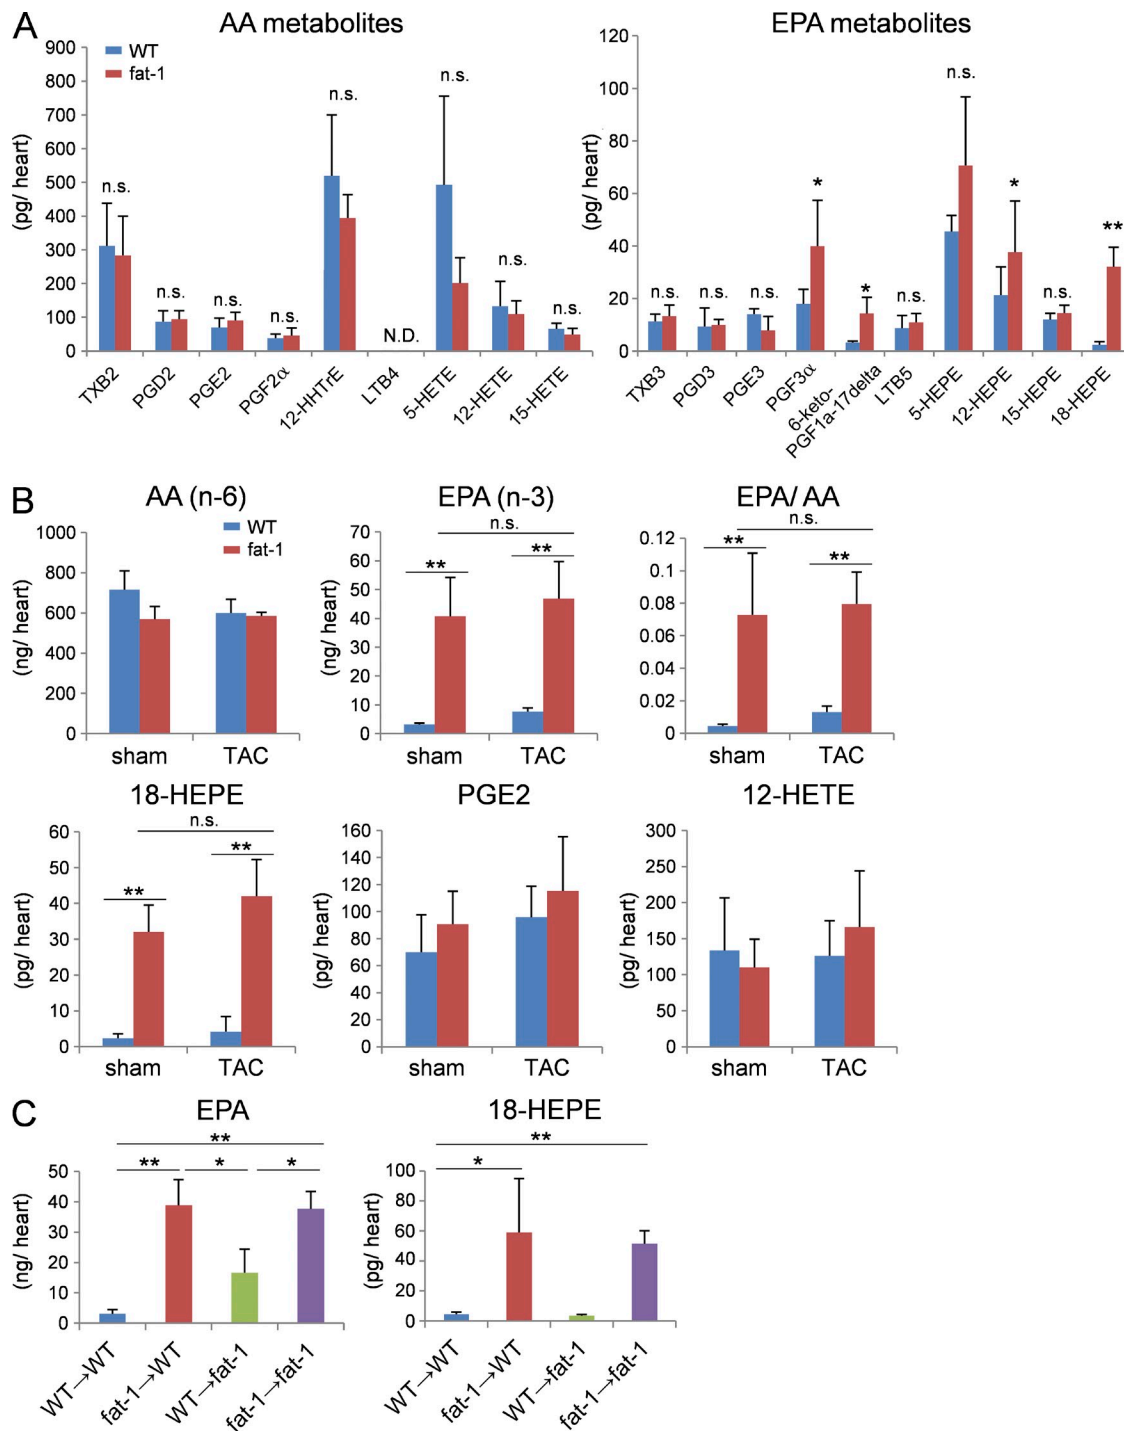 A
AA metabolites
WT
fat-1
(pg/ heart)
900
800
700
600
500
400
300
200
100
0
n.s.
n.s.
n.s.
n.s.
n.s.
N.D.
n.s.
n.s.
n.s.
TXB2
PGD2
PGE2
PGF2α
12-HHTrE
LTB4
5-HETE
12-HETE
15-HETE
EPA metabolites
(pg/ heart)
120
100
80
60
40
20
0
n.s.
n.s.
n.s.
*
*
n.s.
n.s.
*
n.s.
**
TXB3
PGD3
PGE3
PGF3α
6-keto-
PGF1a-17delta
LTB5
5-HEPE
12-HEPE
15-HEPE
18-HEPE
B
AA (n-6)
WT
fat-1
(ng/ heart)
1000
800
600
400
200
0
sham TAC
EPA (n-3)
n.s.
**
**
(ng/ heart)
70
60
50
40
30
20
10
0
sham TAC
EPA/ AA
n.s.
**
**
0.12
0.1
0.08
0.06
0.04
0.02
0
sham TAC
18-HEPE
n.s.
**
**
(pg/ heart)
60
50
40
30
20
10
0
sham TAC
PGE2
(pg/ heart)
160
140
120
100
80
60
40
20
0
sham TAC
12-HETE
(pg/ heart)
300
250
200
150
100
50
0
sham TAC
C
EPA
**
** * *
(ng/ heart)
50
40
30
20
10
0
WT→WT
fat-1→WT
WT→fat-1
fat-1→fat-1
18-HEPE
**
*
(pg/ heart)
100
80
60
40
20
0
WT→WT
fat-1→WT
WT→fat-1
fat-1→fat-1